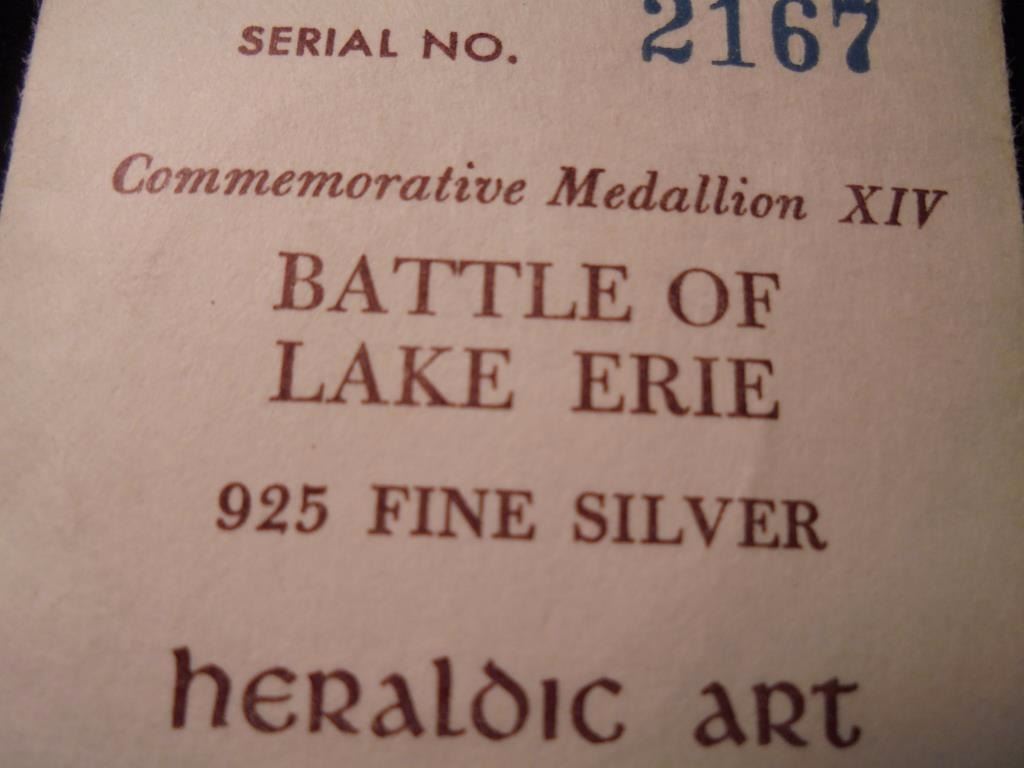 SERIAL NO. 2167
Commemorative Medallion XIV
BATTLE OF
LAKE ERIE
925 FINE SILVER
heraldic art